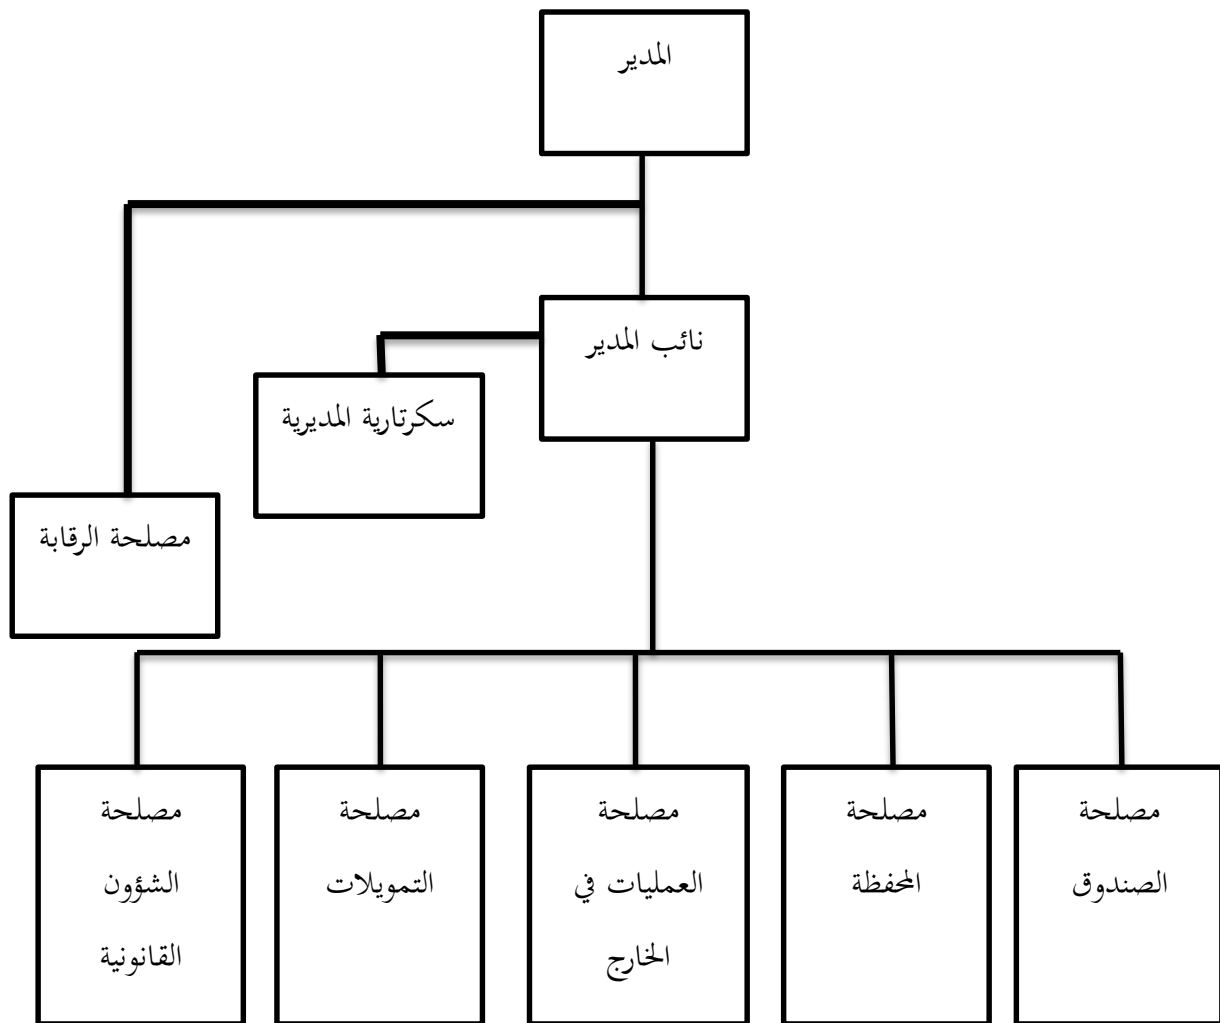 المدير
نائب المدير
سكرتارية المديرية
مصلحة الرقابة
مصلحة
الصندوق
مصلحة
المحفظة
مصلحة
العمليات في
الخارج
مصلحة
التمويلات
مصلحة
الشؤون
القانونية